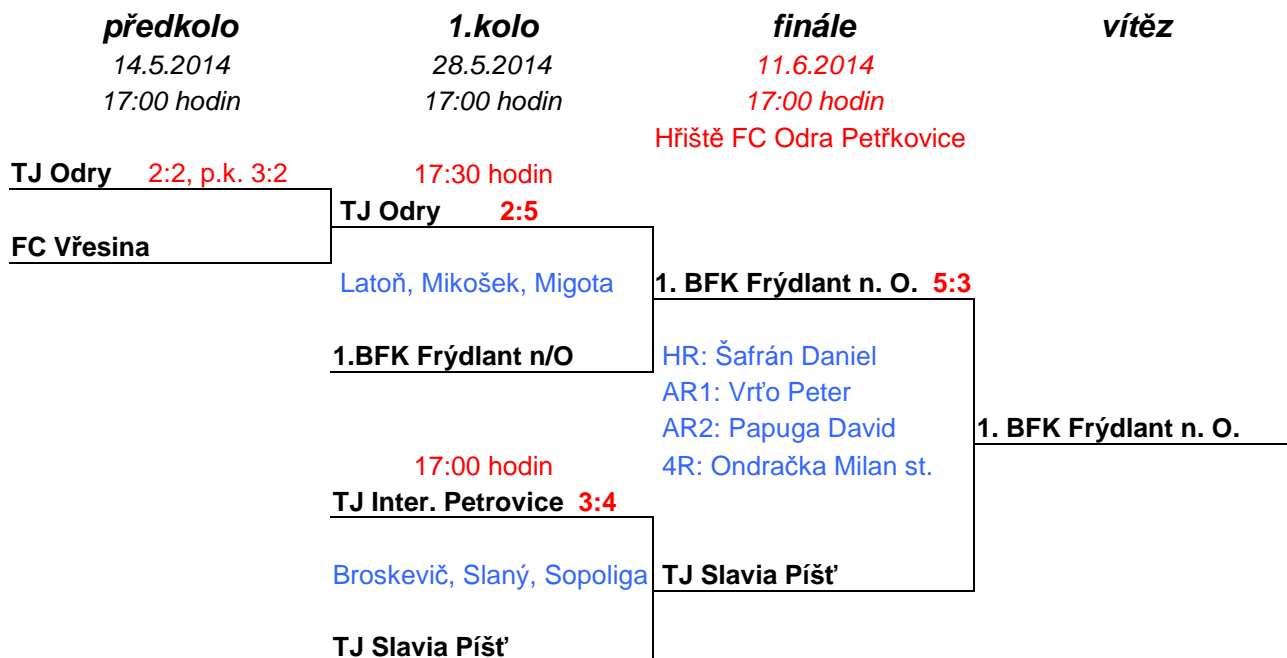 předkolo 1.kolo finále vítěz
14.5.2014 28.5.2014 11.6.2014
17:00 hodin 17:00 hodin 17:00 hodin
Hřiště FC Odra Petřkovice
TJ Odry 2:2, p.k. 3:2 17:30 hodin
TJ Odry 2:5
FC Vřesina
Latoň, Mikošek, Migota 1. BFK Frýdlant n. O. 5:3
1.BFK Frýdlant n/O HR: Šafrán Daniel
AR1: Vrťo Peter
AR2: Papuga David 1. BFK Frýdlant n. O.
17:00 hodin 4R: Ondračka Milan st.
TJ Inter. Petrovice 3:4
Broskevič, Slaný, Sopoliga TJ Slavia Píšť
TJ Slavia Píšť